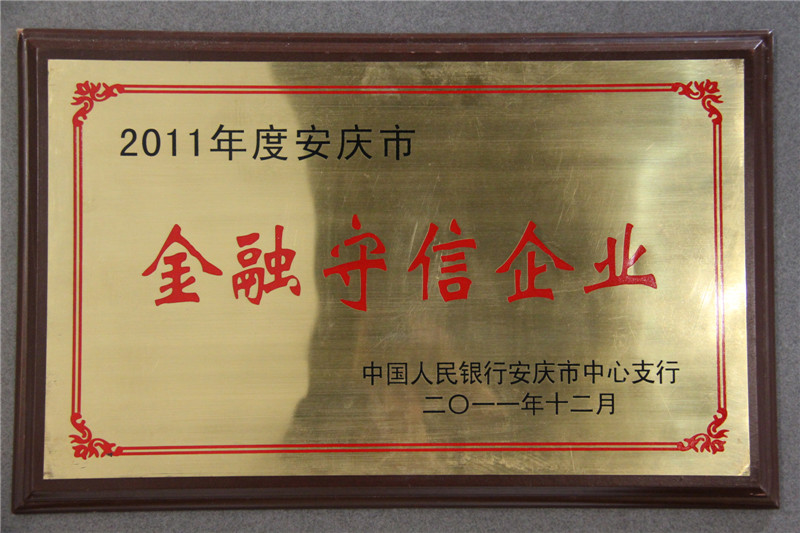 2011年度安庆市
金融守信企业
中国人民银行安庆市中心支行
二〇一一年十二月